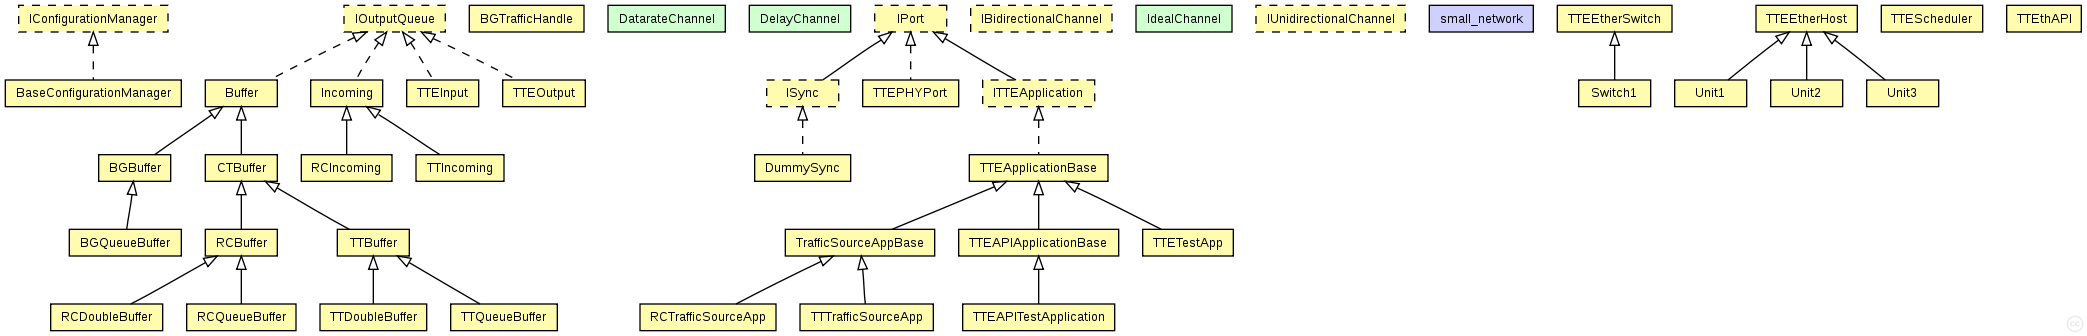 IConfigurationManager
IOutputQueue
BGTrafficHandle
DatarateChannel
DelayChannel
IPort
IBidirectionalChannel
IdealChannel
IUnidirectionalChannel
small_network
TTEEtherSwitch
TTEEtherHost
TTEScheduler
TTEthAPI
BaseConfigurationManager
Buffer
Incoming
TTEInput
TTEOutput
ISync
TTEPHYPort
ITTEApplication
Switch1
Unit1
Unit2
Unit3
BGBuffer
CTBuffer
RCIncoming
TTIncoming
DummySync
TTEApplicationBase
BGQueueBuffer
RCBuffer
TTBuffer
TrafficSourceAppBase
TTEAPIApplicationBase
TTETestApp
RCDoubleBuffer
RCQueueBuffer
TTDoubleBuffer
TTQueueBuffer
RCTrafficSourceApp
TTTrafficSourceApp
TTEAPITestApplication
cc